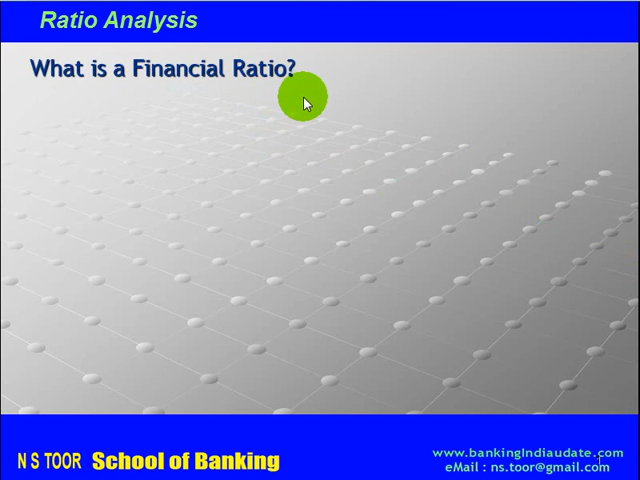 Ratio Analysis
What is a Financial Ratio?
N S TOOR School of Banking
www.bankingIndiaudate.com
eMail : ns.toor@gmail.com